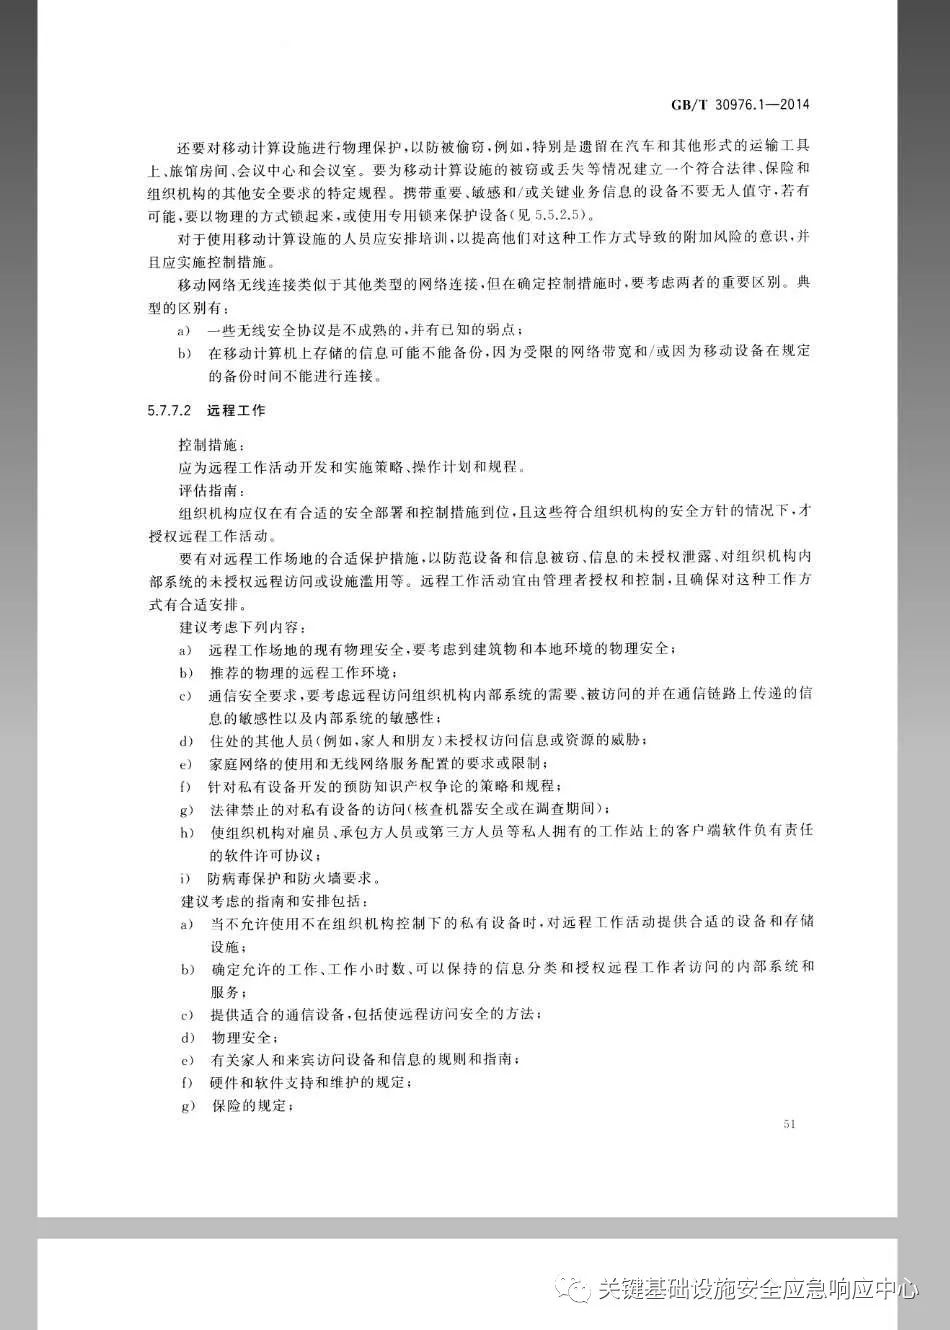 GB/T 30976.1—2014
还要对移动计算设施进行物理保护,以防被偷窃,例如,特别是遗留在汽车和其他形式的运输工具
上、旅馆房间、会议中心和会议室。要为移动计算设施的被窃或丢失等情况建立一个符合法律、保险和
组织机构的其他安全要求的特定规程。携带重要、敏感和/或关键业务信息的设备不要无人值守,若有
可能,要以物理的方式锁起来,或使用专用锁来保护设备(见 5.5.2.5)。
对于使用移动计算设施的人员应安排培训,以提高他们对这种工作方式导致的附加风险的意识,并
且应实施控制措施。
移动网络无线连接类似于其他类型的网络连接,但在确定控制措施时,要考虑两者的重要区别。典
型的区别有:
a) 一些无线安全协议是不成熟的,并有已知的弱点;
b) 在移动计算机上存储的信息可能不能备份,因为受限的网络带宽和/或因为移动设备在规定
的备份时间不能进行连接。
5.7.7.2 远程工作
控制措施:
应为远程工作活动开发和实施策略、操作计划和规程。
评估指南:
组织机构应仅在有合适的安全部署和控制措施到位,且这些符合组织机构的安全方针的情况下,才
授权远程工作活动。
要有对远程工作场地的合适保护措施,以防范设备和信息被窃、信息的未授权泄露、对组织机构内
部系统的未授权远程访问或设施滥用等。远程工作活动宜由管理者授权和控制,且确保对这种工作方
式有合适安排。
建议考虑下列内容:
a) 远程工作场地的现有物理安全,要考虑到建筑物和本地环境的物理安全;
b) 推荐的物理的远程工作环境;
c) 通信安全要求,要考虑远程访问组织机构内部系统的需要、被访问的并在通信链路上传递的信
息的敏感性以及内部系统的敏感性;
d) 住处的其他人员(例如,家人和朋友)未授权访问信息或资源的威胁;
e) 家庭网络的使用和无线网络服务配置的要求或限制;
f) 针对私有设备开发的预防知识产权争论的策略和规程;
g) 法律禁止的对私有设备的访问(核查机器安全或在调查期间);
h) 使组织机构对雇员、承包方人员或第三方人员等私人拥有的工作站上的客户端软件负有责任
的软件许可协议;
i) 防病毒保护和防火墙要求。
建议考虑的指南和安排包括:
a) 当不允许使用不在组织机构控制下的私有设备时,对远程工作活动提供合适的设备和存储
设施;
b) 确定允许的工作、工作小时数、可以保持的信息分类和授权远程工作者访问的内部系统和
服务;
c) 提供适合的通信设备,包括使远程访问安全的方法;
d) 物理安全;
e) 有关家人和来宾访问设备和信息的规则和指南;
f) 硬件和软件支持和维护的规定;
g) 保险的规定;
51
关键基础设施安全应急响应中心